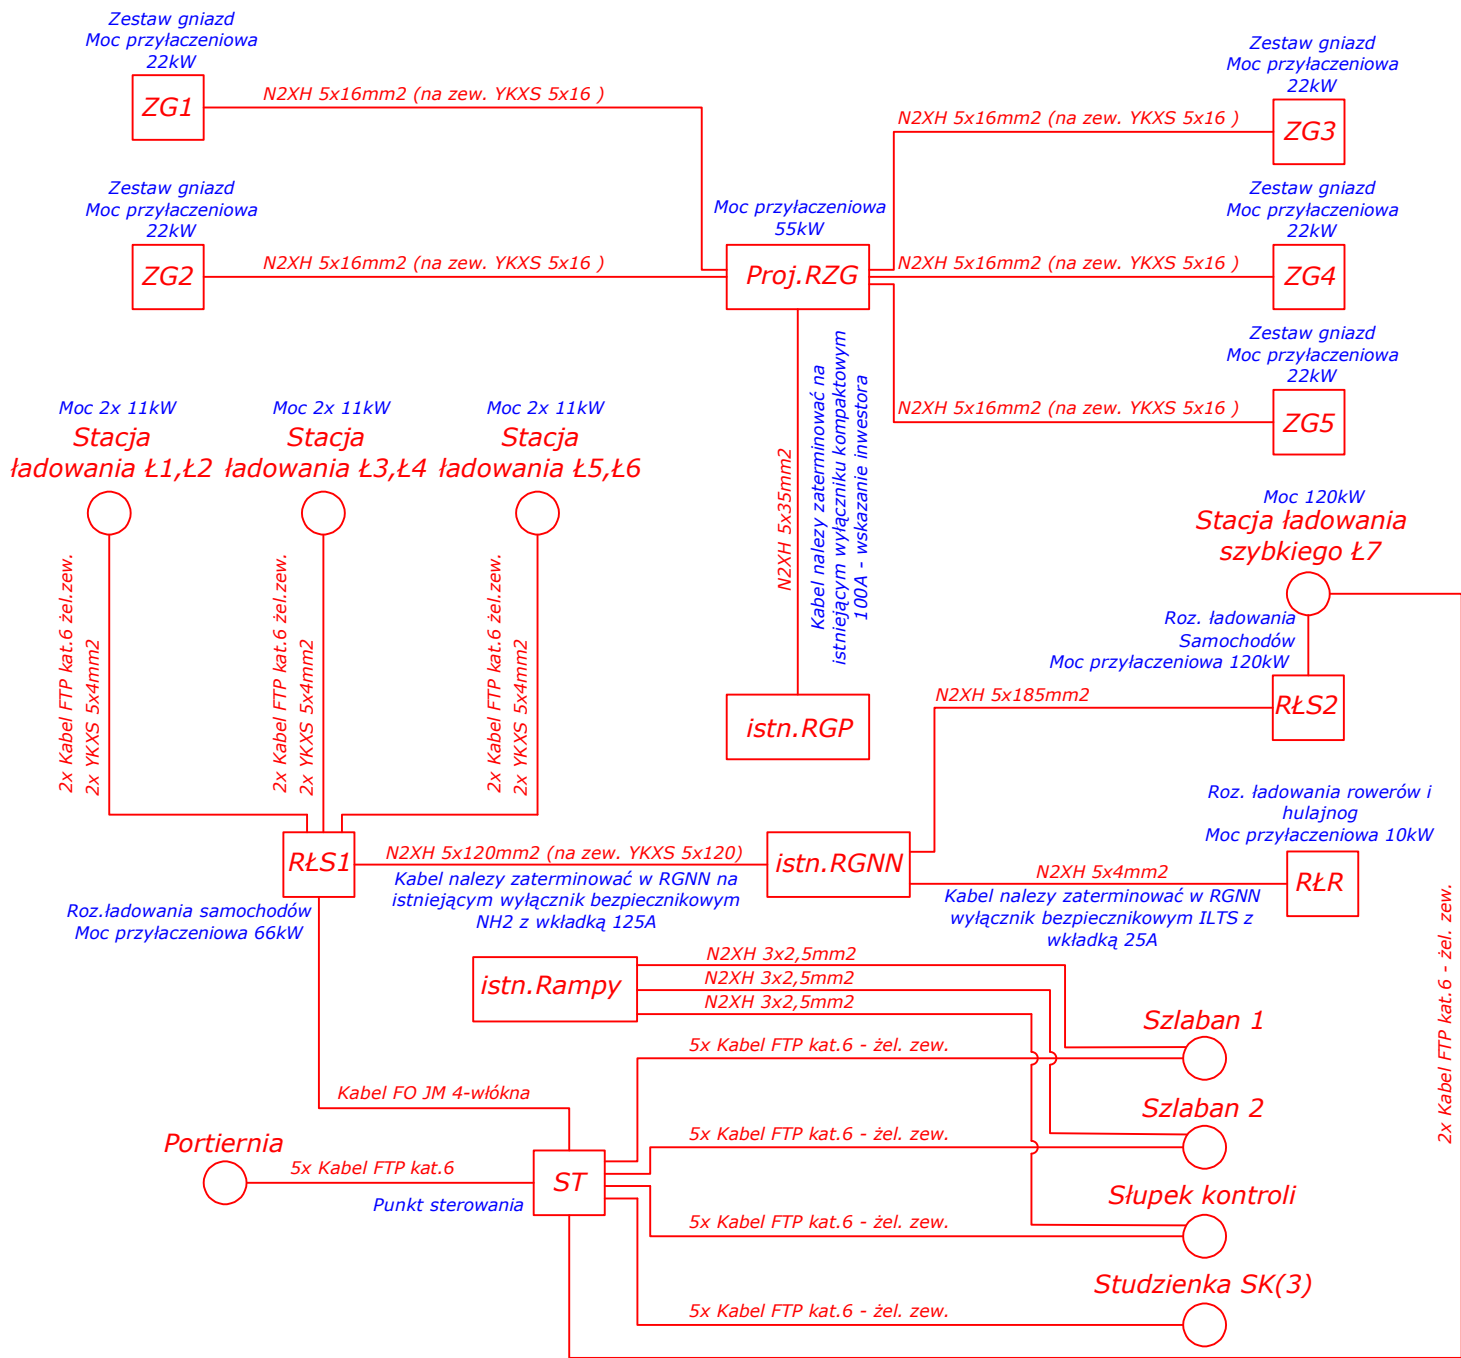 Zestaw gniazd
Moc przyłaczeniowa
22kW
ZG1
N2XH 5x16mm2 (na zew. YKXS 5x16 )
Zestaw gniazd
Moc przyłaczeniowa
22kW
N2XH 5x16mm2 (na zew. YKXS 5x16 )
ZG3
Zestaw gniazd
Moc przyłaczeniowa
22kW
ZG2
N2XH 5x16mm2 (na zew. YKXS 5x16 )
Moc przyłaczeniowa
55kW
Proj.RZG
Zestaw gniazd
Moc przyłaczeniowa
22kW
N2XH 5x16mm2 (na zew. YKXS 5x16 )
ZG4
Zestaw gniazd
Moc przyłaczeniowa
22kW
N2XH 5x16mm2 (na zew. YKXS 5x16 )
ZG5
N2XH 5x35mm2
Kabel nalezy zaterminować na
istniejącym wyłączniku kompaktowym
100A - wskazanie inwestora
istn.RGP
Moc 2x 11kW
Stacja
ładowania Ł1,Ł2
Moc 2x 11kW
Stacja
ładowania Ł3,Ł4
Moc 2x 11kW
Stacja
ładowania Ł5,Ł6
2x Kabel FTP kat.6 żel.zew.
2x YKXS 5x4mm2
2x Kabel FTP kat.6 żel.zew.
2x YKXS 5x4mm2
2x Kabel FTP kat.6 żel.zew.
2x YKXS 5x4mm2
Moc 120kW
Stacja ładowania
szybkiego Ł7
Roz. ładowania
Samochodów
Moc przyłaczeniowa 120kW
N2XH 5x185mm2
RŁS2
Roz. ładowania rowerów i
hulajnog
Moc przyłaczeniowa 10kW
RŁS1
N2XH 5x120mm2 (na zew. YKXS 5x120)
Kabel nalezy zaterminować w RGNN na
istniejącym wyłącznik bezpiecznikowym
NH2 z wkładką 125A
istn.RGNN
N2XH 5x4mm2
RŁR
Kabel nalezy zaterminować w RGNN
wyłącznik bezpiecznikowym ILTS z
wkładką 25A
Roz.ładowania samochodów
Moc przyłaczeniowa 66kW
istn.Rampy
N2XH 3x2,5mm2
N2XH 3x2,5mm2
N2XH 3x2,5mm2
Szlaban 1
5x Kabel FTP kat.6 - żel. zew.
Kabel FO JM 4-włókna
Szlaban 2
5x Kabel FTP kat.6 - żel. zew.
Portiernia
5x Kabel FTP kat.6
ST
Punkt sterowania
Słupek kontroli
5x Kabel FTP kat.6 - żel. zew.
Studzienka SK(3)
5x Kabel FTP kat.6 - żel. zew.
2x Kabel FTP kat.6 - żel. zew.